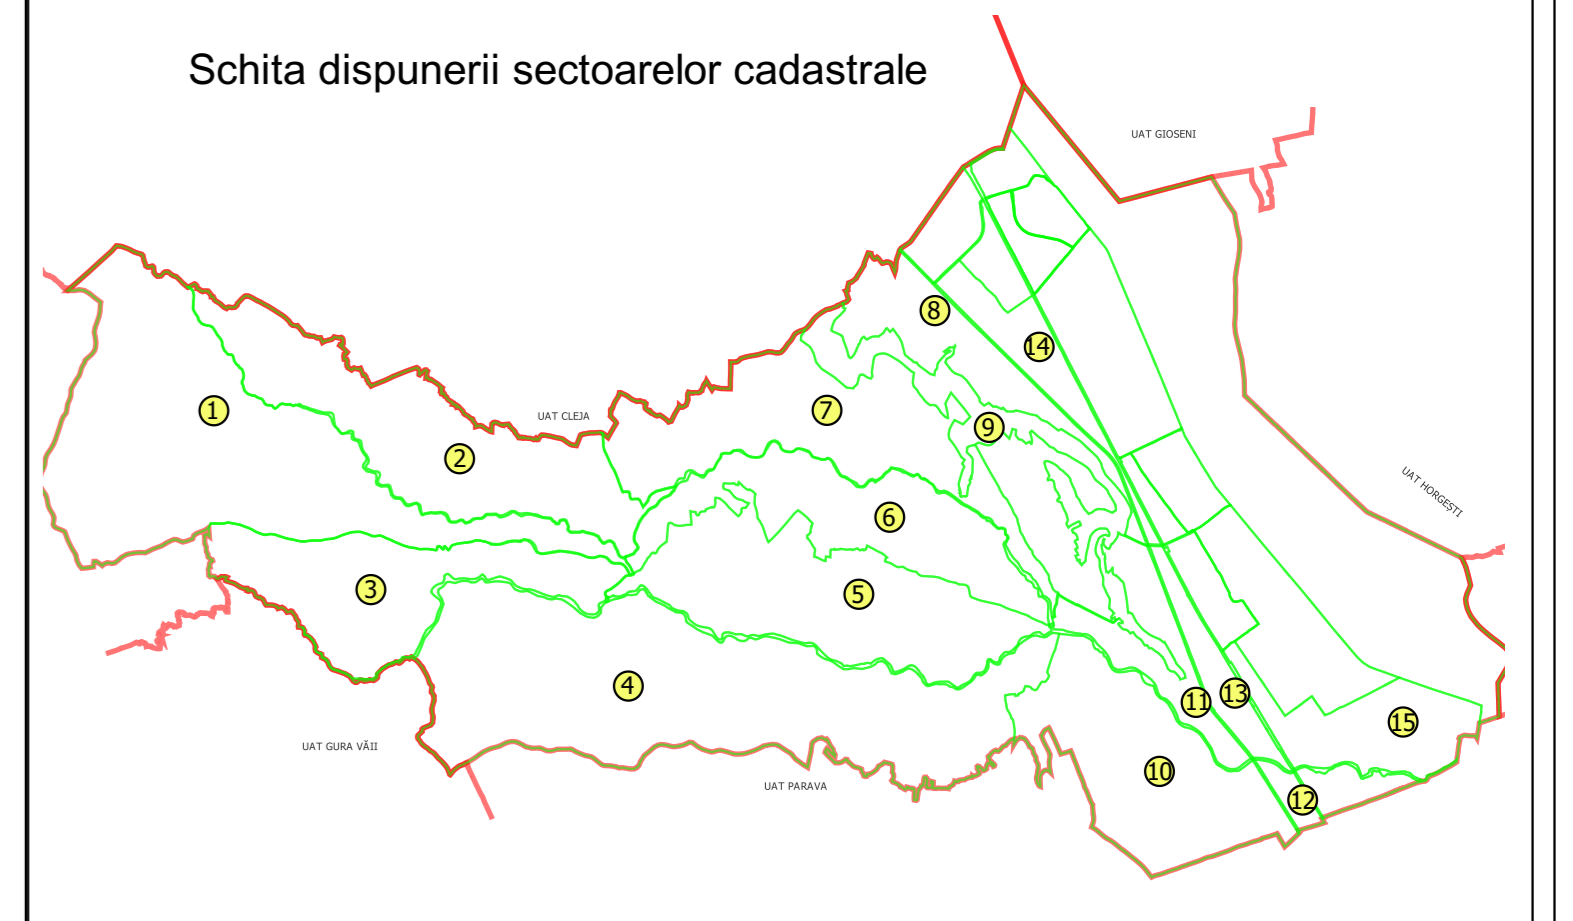 Schita dispunerii sectoarelor cadastrale
UAT GIOSENI
8
14
1
UAT CLEJA
7
9
2
UAT HORGEȘTI
6
3
5
4
11
13
15
UAT GURA VĂII
10
UAT PARAVA
12